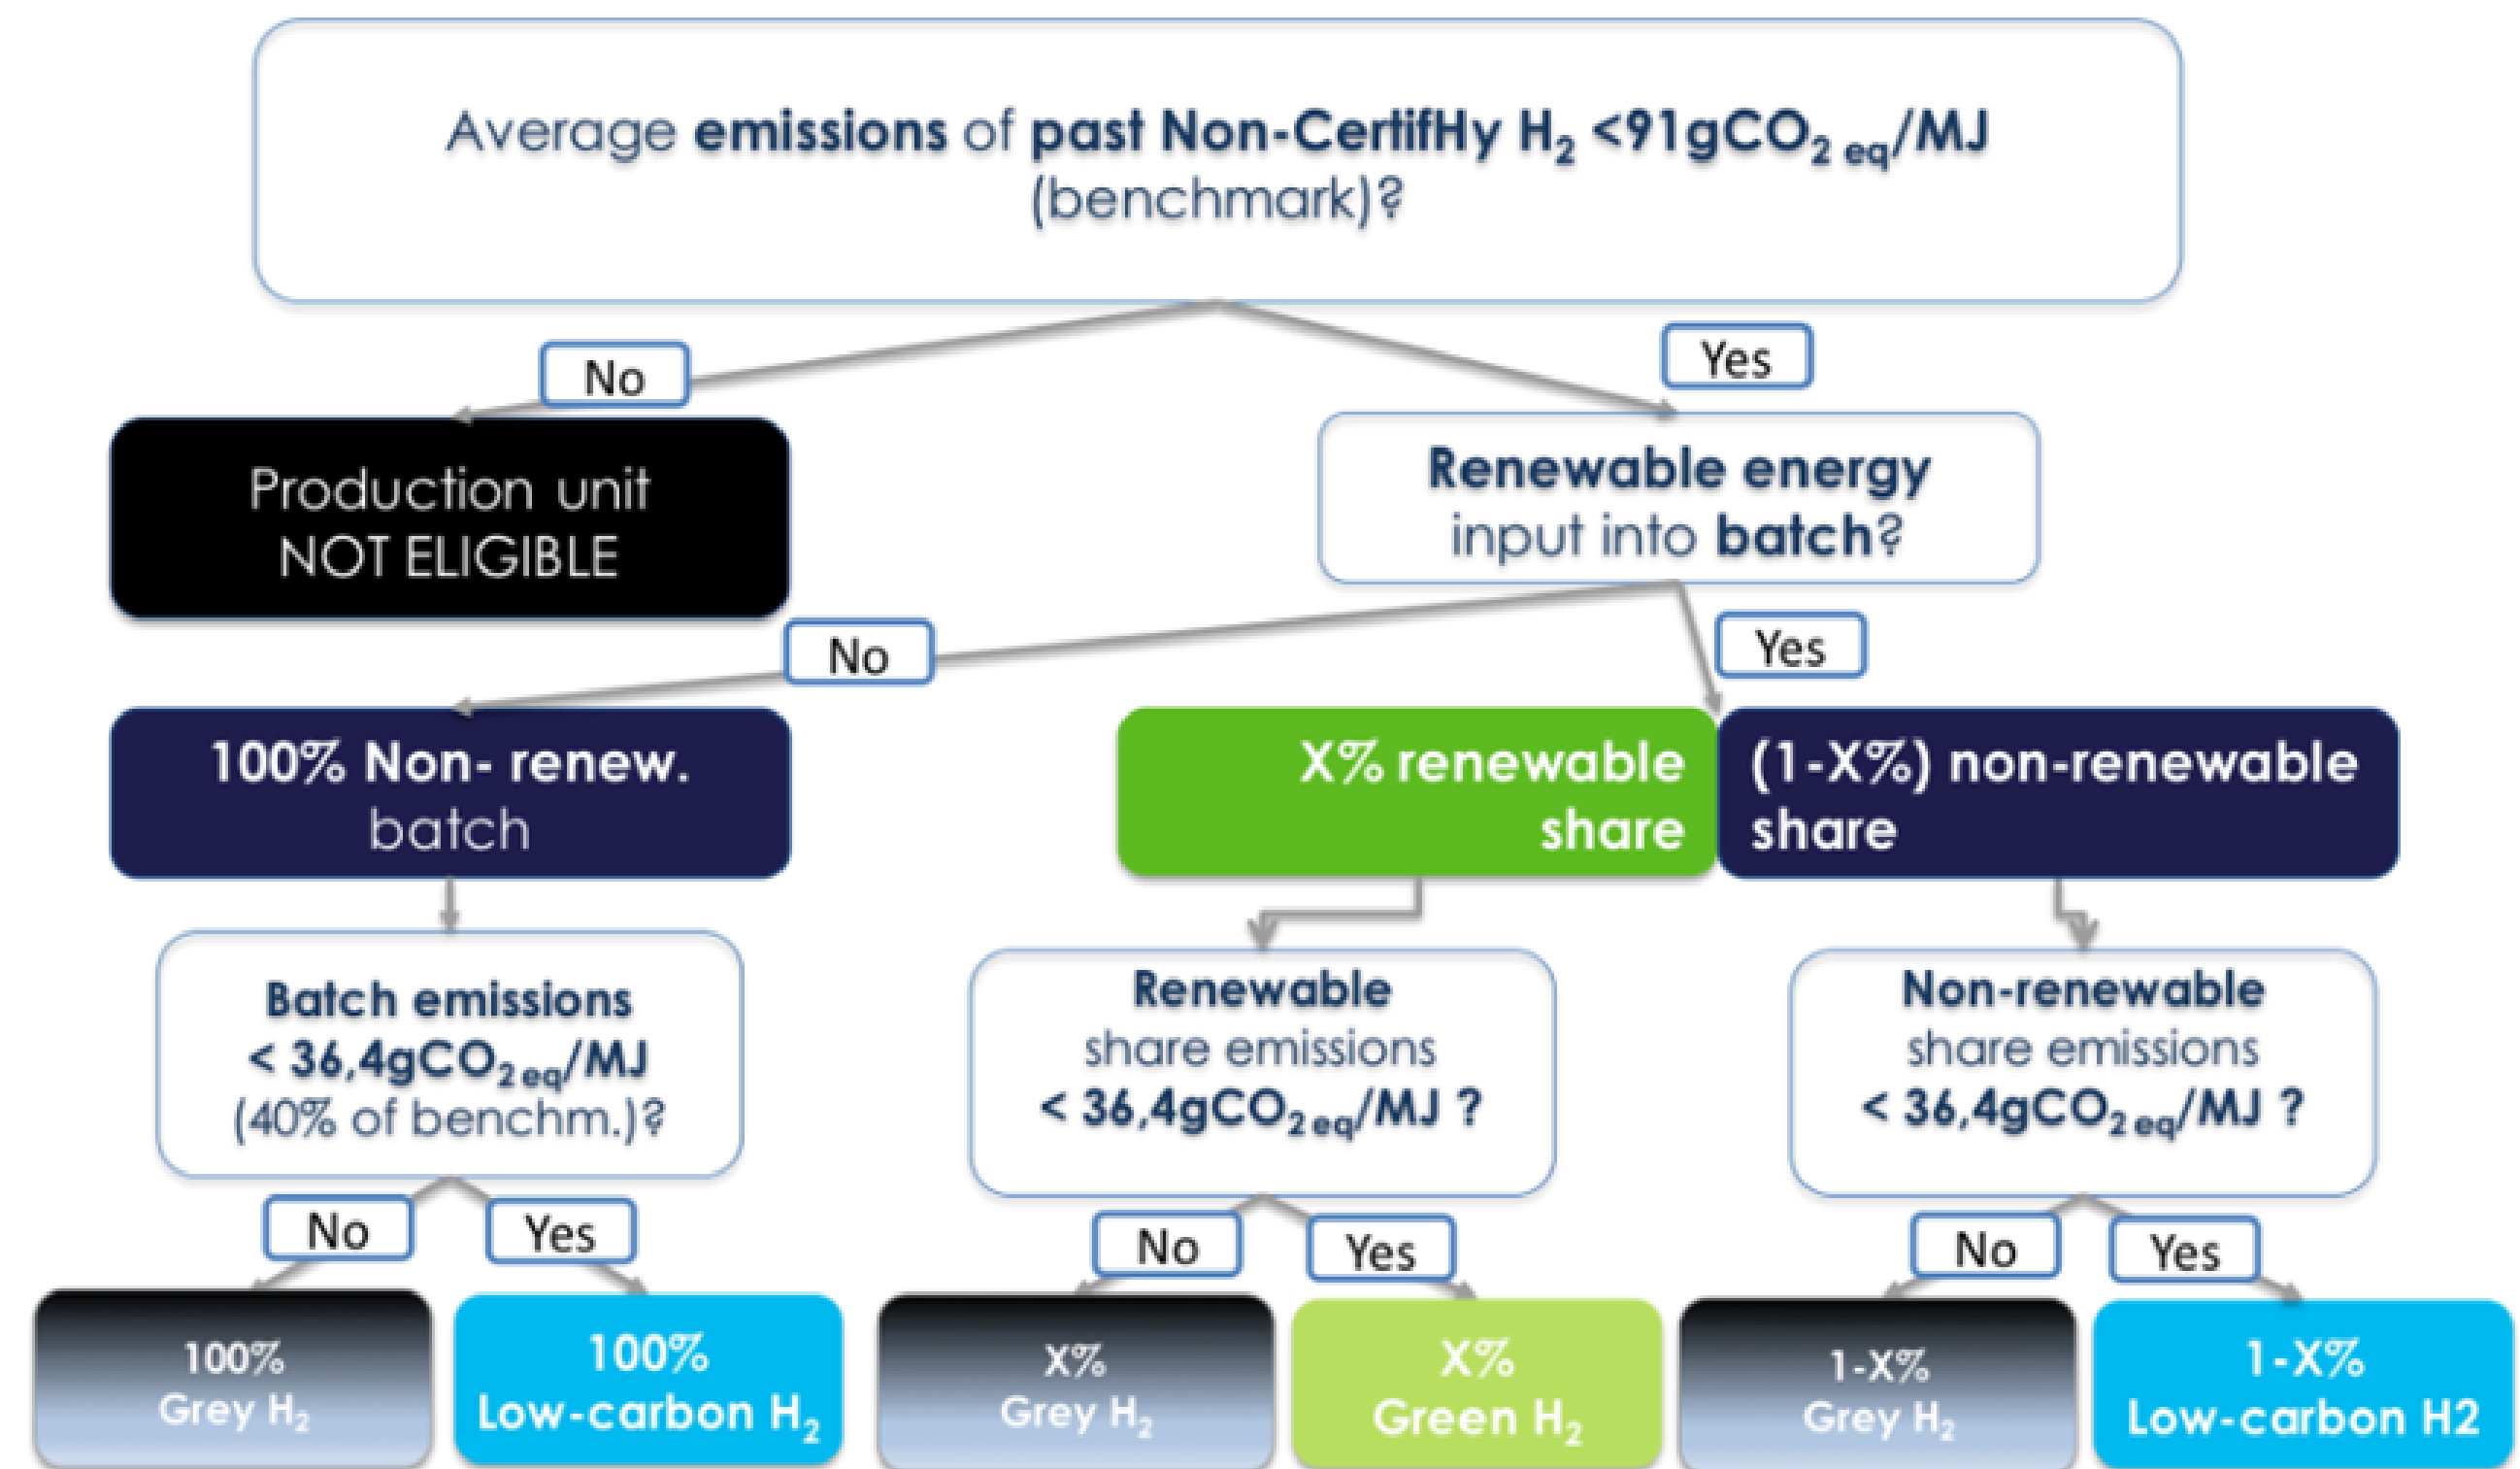 Average emissions of past Non-CertifHy H₂ <91gCO₂ eq/MJ
(benchmark)?
No
Yes
Production unit
NOT ELIGIBLE
Renewable energy
input into batch?
No
Yes
100% Non- renew.
batch
X% renewable
share
(1-X%) non-renewable
share
Batch emissions
< 36,4gCO₂ eq/MJ
(40% of benchm.)?
Renewable
share emissions
< 36,4gCO₂ eq/MJ ?
Non-renewable
share emissions
< 36,4gCO₂ eq/MJ ?
No
Yes
No
Yes
No
Yes
100%
Grey H₂
100%
Low-carbon H₂
X%
Grey H₂
X%
Green H₂
1-X%
Grey H₂
1-X%
Low-carbon H2